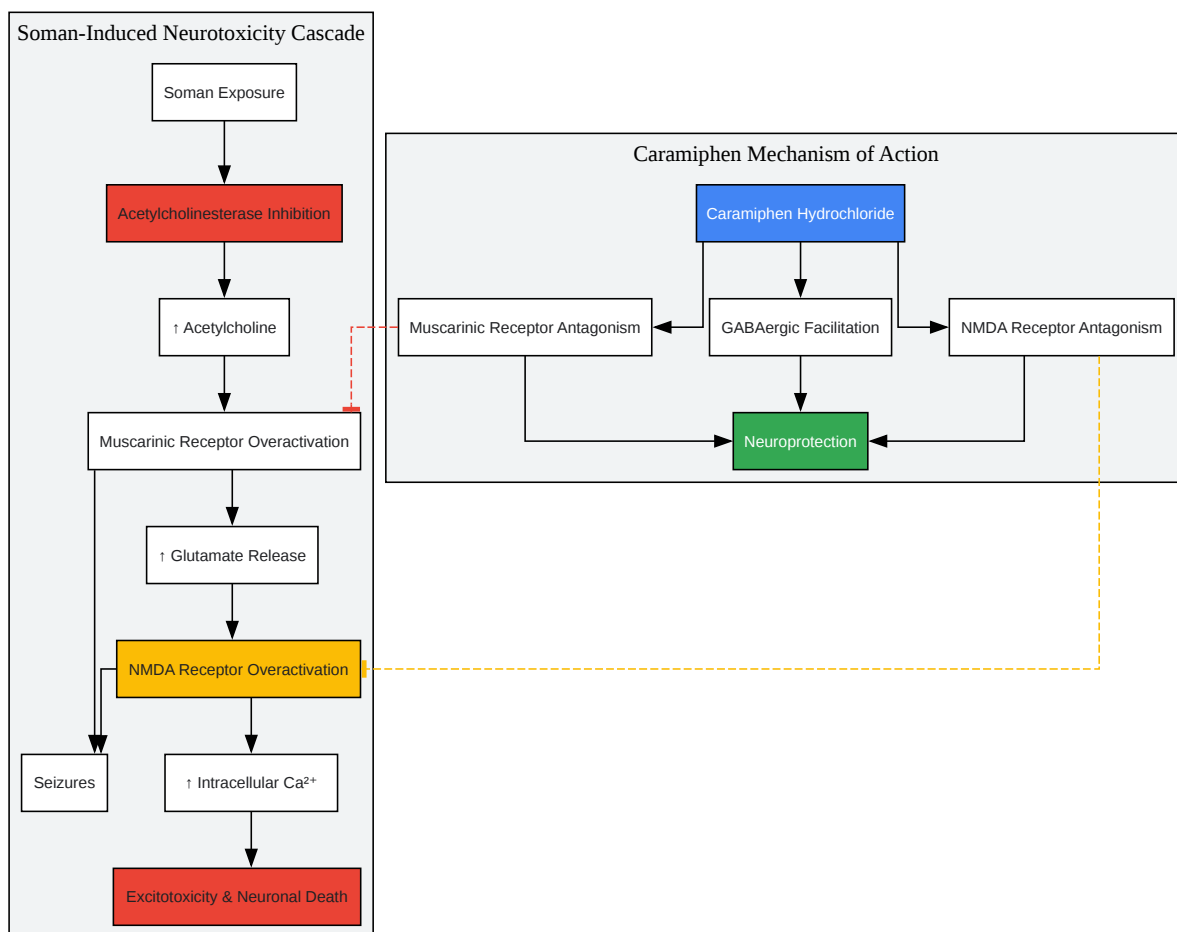 Soman-Induced Neurotoxicity Cascade
Soman Exposure
Acetylcholinesterase Inhibition
↑ Acetylcholine
Muscarinic Receptor Overactivation
↑ Glutamate Release
NMDA Receptor Overactivation
Seizures
↑ Intracellular Ca²⁺
Excitotoxicity & Neuronal Death
Caramiphen Mechanism of Action
Caramiphen Hydrochloride
Muscarinic Receptor Antagonism
GABAergic Facilitation
NMDA Receptor Antagonism
Neuroprotection